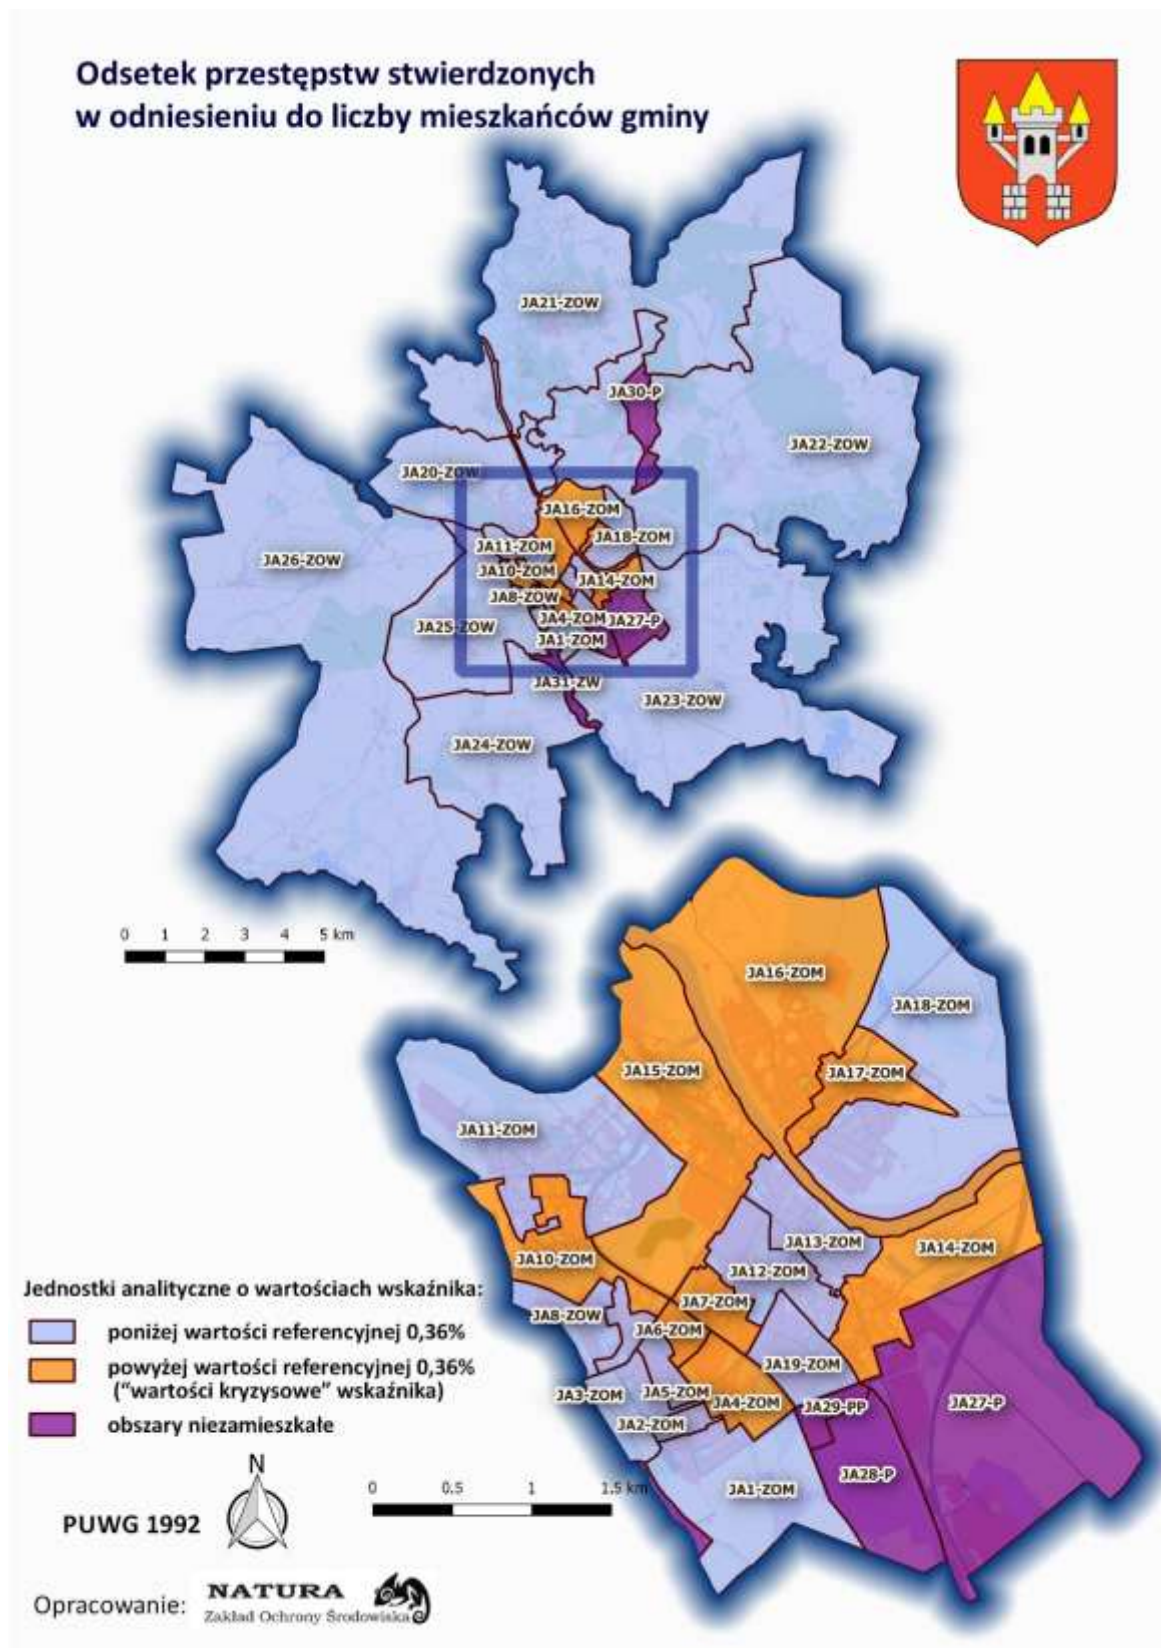 Odsetek przestępstw stwierdzonych
w odniesieniu do liczby mieszkańców gminy
JA21-ZOW
JA30-P
JA22-ZOW
JA20-ZOW
JA16-ZOM
JA18-ZOM
JA11-ZOM
JA26-ZOW
JA10-ZOM
JA14-ZOM
JA8-ZOW
JA4-ZOM
JA27-P
JA25-ZOW
JA1-ZOM
JA31-ZW
JA23-ZOW
JA24-ZOW
0 1 2 3 4 5 km
JA16-ZOM
JA18-ZOM
JA15-ZOM
JA17-ZOM
JA11-ZOM
JA13-ZOM
JA14-ZOM
JA10-ZOM
JA12-ZOM
JA7-ZOM
JA8-ZOW
JA6-ZOM
JA19-ZOM
JA3-ZOM
JA5-ZOM
JA4-ZOM
JA29-PP
JA27-P
JA2-ZOM
JA28-P
JA1-ZOM
Jednostki analityczne o wartościach wskaźnika:
poniżej wartości referencyjnej 0,36%
powyżej wartości referencyjnej 0,36%
("wartości kryzysowe" wskaźnika)
obszary niezamieszkałe
N
0 0.5 1 1.5 km
PUWG 1992
Opracowanie:
NATURA
Zakład Ochrony Środowiska